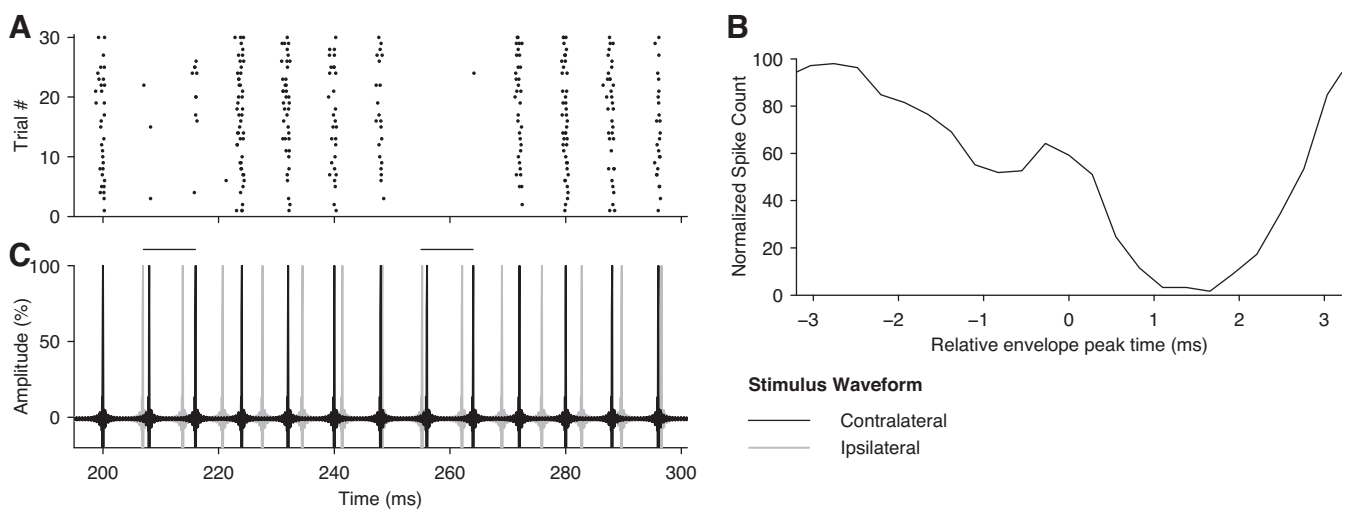 A
30
20
10
0
Trial #
B
100
80
60
40
20
0
Normalized Spike Count
−3 −2 −1 0 1 2 3
Relative envelope peak time (ms)
C
100
50
0
Amplitude (%)
200 220 240 260 280 300
Time (ms)
Stimulus Waveform
Contralateral
Ipsilateral